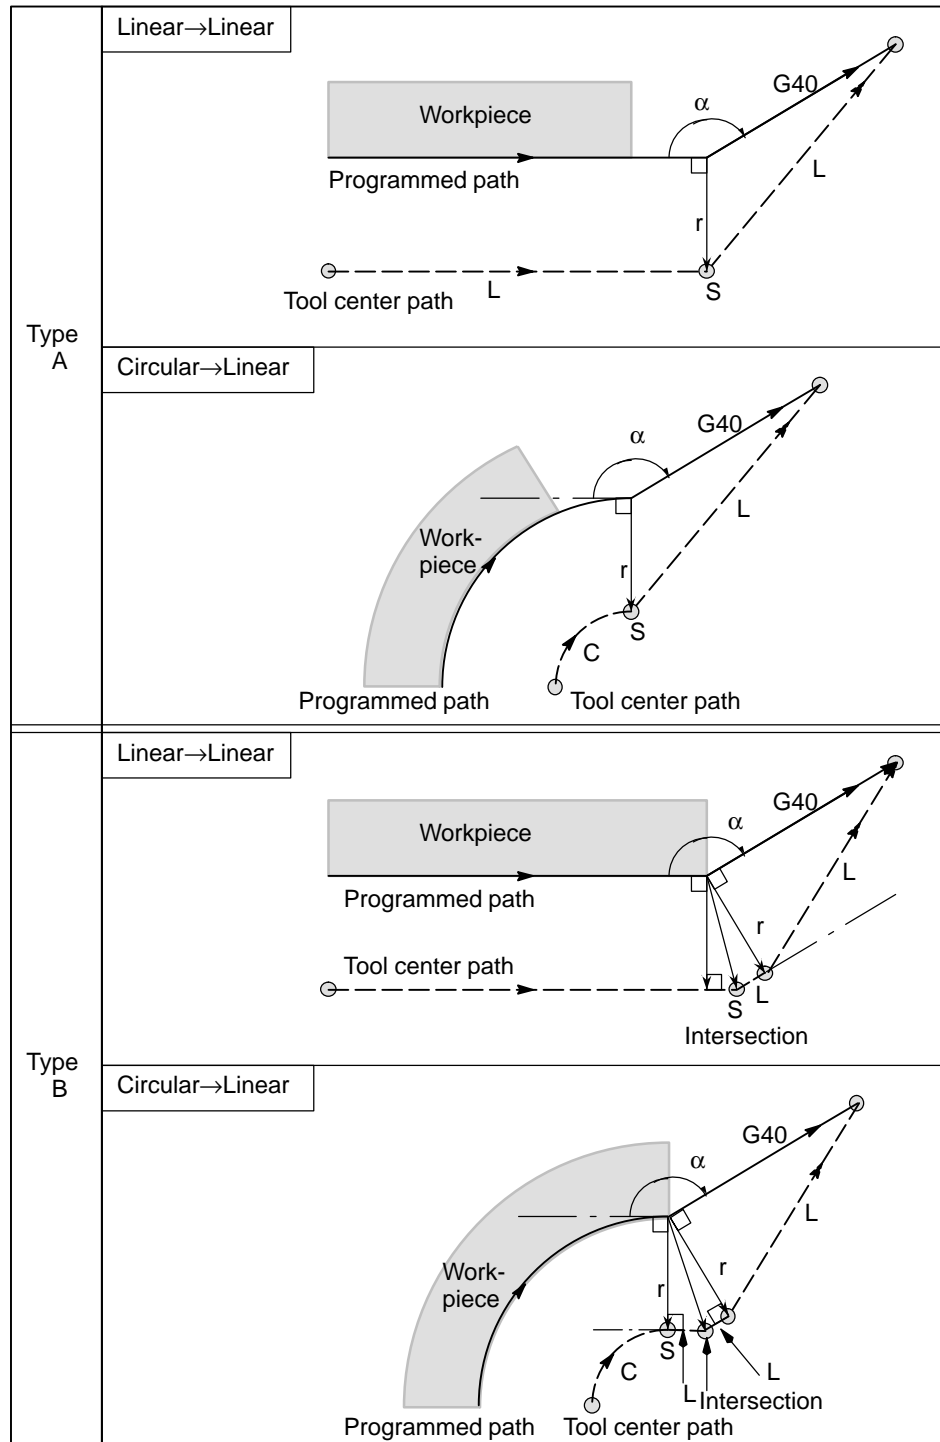 Type
A
Linear→Linear
α
G40
Workpiece
Programmed path
L
r
Tool center path
L
S
Circular→Linear
α
G40
Work-
piece
L
r
S
C
Programmed path
Tool center path
Type
B
Linear→Linear
α
G40
Workpiece
L
Programmed path
r
Tool center path
S
L
Intersection
Circular→Linear
α
G40
L
Work-
piece
r
r
S
C
L
L
Intersection
Programmed path
Tool center path